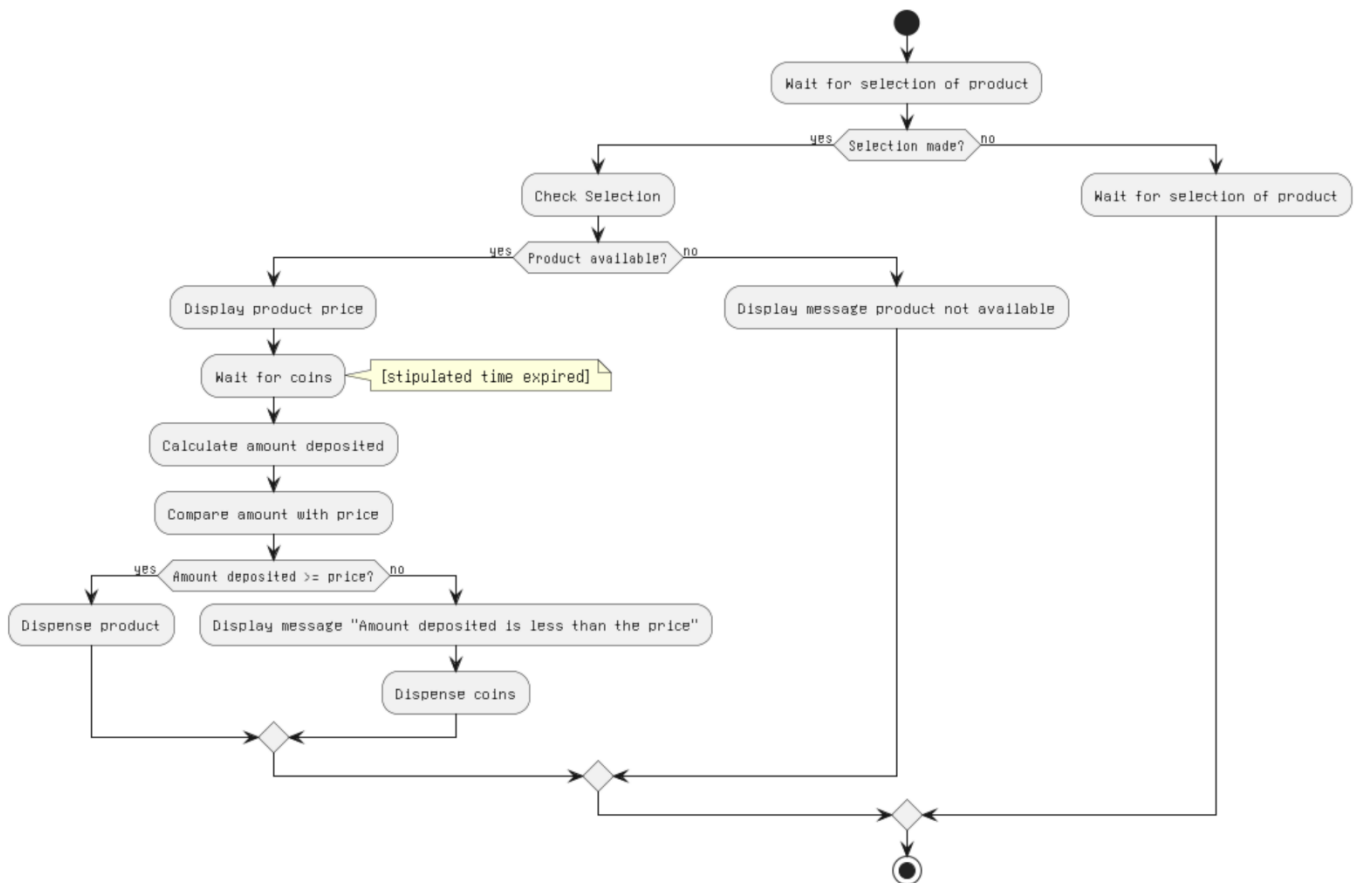 Wait for selection of product
yes
Selection made?
no
Check Selection
Wait for selection of product
yes
Product available?
no
Display product price
Display message product not available
Wait for coins
[stipulated time expired]
Calculate amount deposited
Compare amount with price
yes
Amount deposited >= price?
no
Dispense product
Display message "Amount deposited is less than the price"
Dispense coins